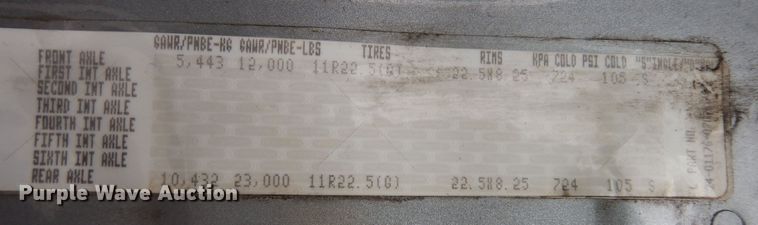 GAWR/PNBE-KG GAWR/PNBE-LBS TIRES RIMS KPA COLD PSI COLD
FRONT AXLE 5,443 12,000 11R22.5(G) 22.5X8.25 724 105 S
FIRST INT AXLE
SECOND INT AXLE
THIRD INT AXLE
FOURTH INT AXLE
FIFTH INT AXLE
SIXTH INT AXLE
REAR AXLE 10,432 23,000 11R22.5(G) 22.5X8.25 724 105 S
PART NO.
Purple Wave Auction